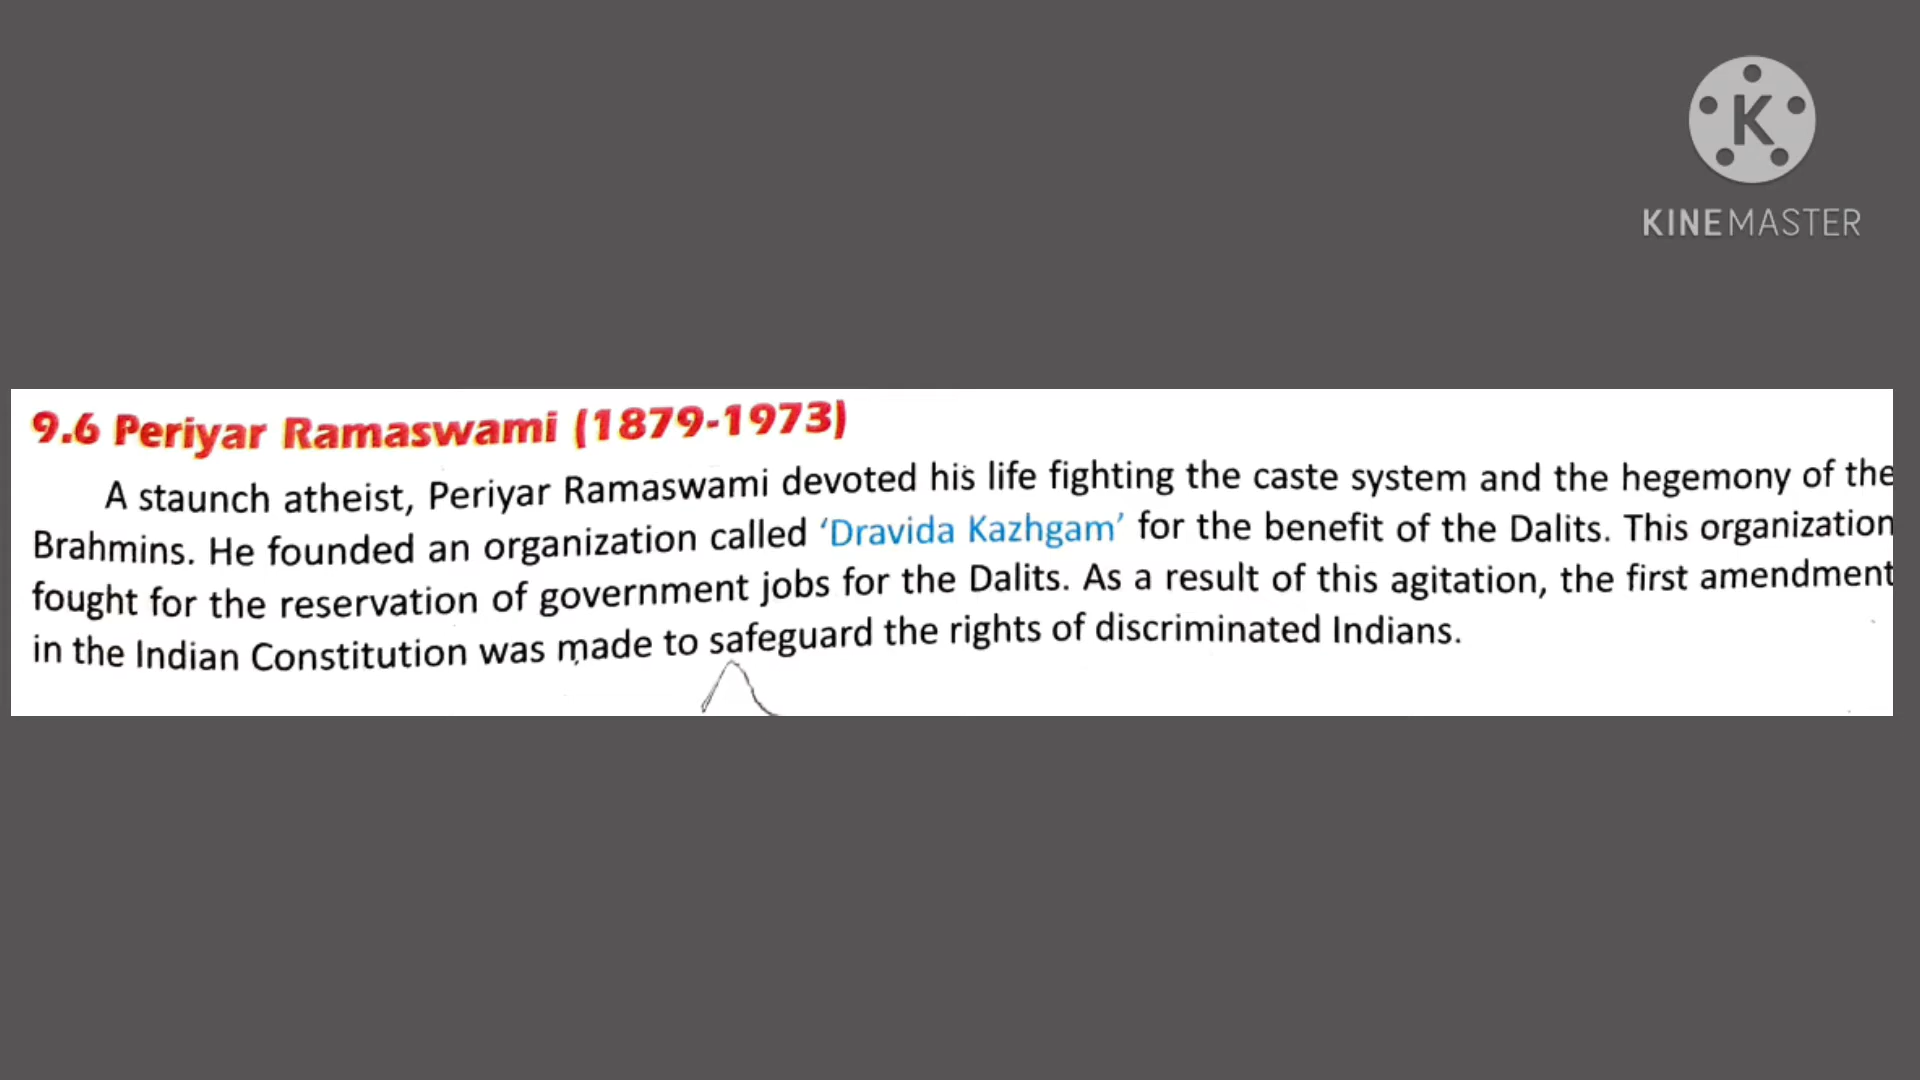 K
KINEMASTER
9.6 Periyar Ramaswami (1879-1973)
A staunch atheist, Periyar Ramaswami devoted his life fighting the caste system and the hegemony of the
Brahmins. He founded an organization called ‘Dravida Kazhgam’ for the benefit of the Dalits. This organization
fought for the reservation of government jobs for the Dalits. As a result of this agitation, the first amendment
in the Indian Constitution was made to safeguard the rights of discriminated Indians.